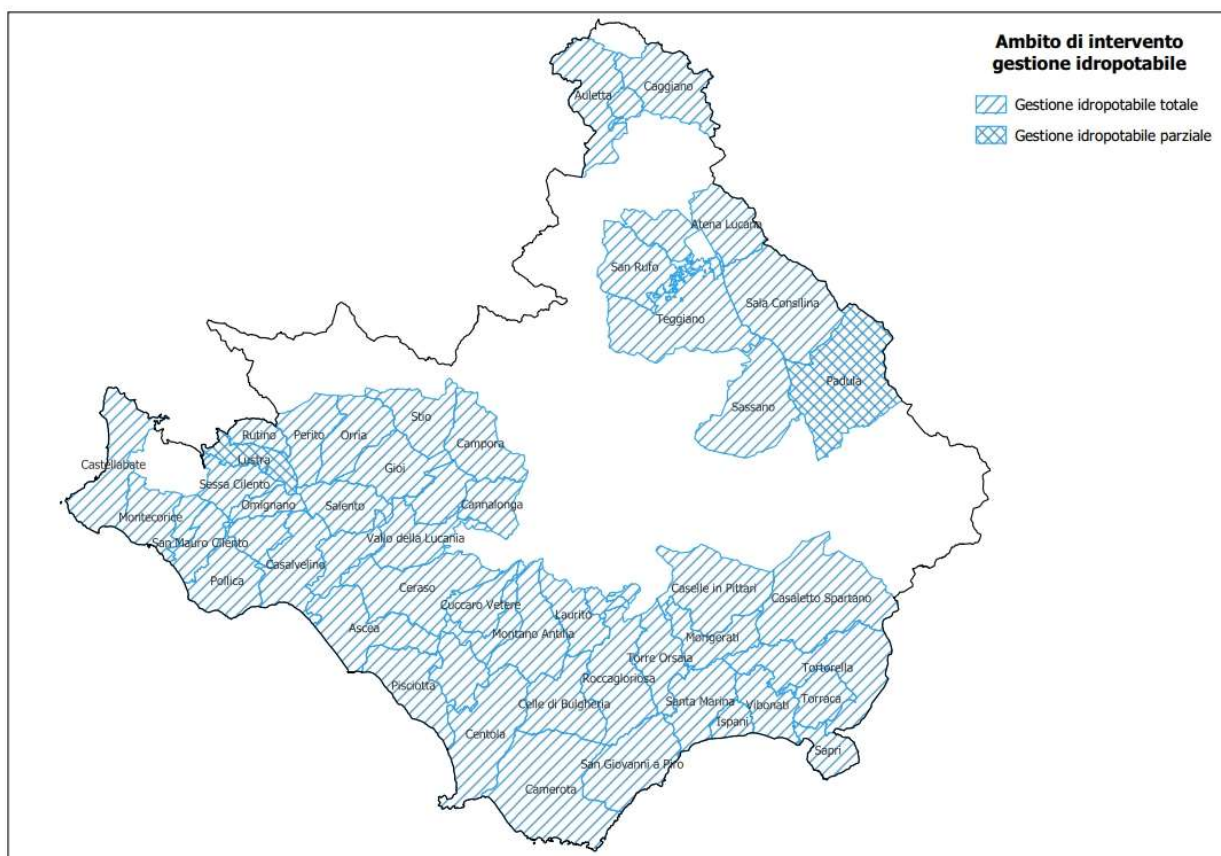 Ambito di intervento
gestione idropotabile
Gestione idropotabile totale
Gestione idropotabile parziale
Caggiano
Auletta
Atena Lucana
San Rufo
Sala Consilina
Teggiano
Padula
Sassano
Stio
Rutino
Perito
Orria
Campora
Lustra
Castellabate
Gioi
Sessa Cilento
Cannalonga
Omignano
Salento
Montecorice
San Mauro Cilento
Vallo della Lucania
Casalvelino
Pollica
Ceraso
Caselle in Pittari
Casaletto Spartano
Cuccaro Vetere
Laurito
Ascea
Montano Antilia
Morigerati
Torre Orsaia
Tortorella
Roccagloriosa
Pisciotta
Celle di Bulgheria
Santa Marina
Vibonati
Torraca
Ispani
Centola
Sapri
San Giovanni a Piro
Camerota